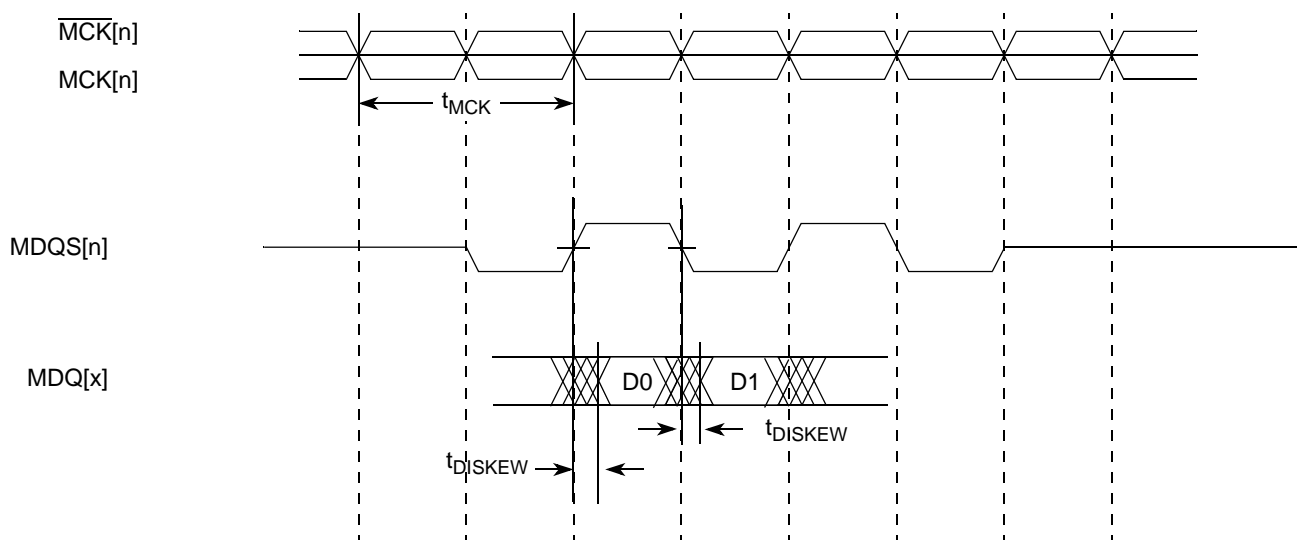 MCK[n]
MCK[n]
tMCK
MDQS[n]
MDQ[x]
D0
D1
tDISKEW
tDISKEW